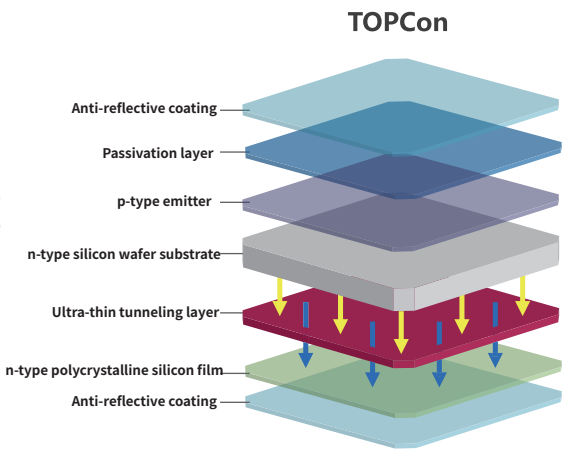 TOPCon
Anti-reflective coating
Passivation layer
p-type emitter
n-type silicon wafer substrate
Ultra-thin tunneling layer
n-type polycrystalline silicon film
Anti-reflective coating